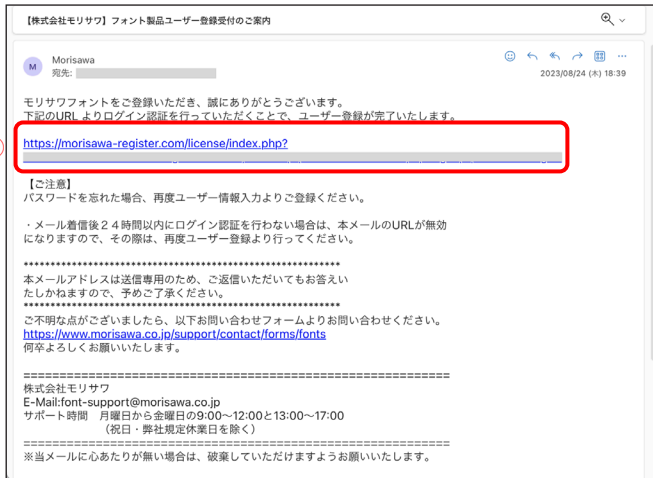 【株式会社モリサワ】フォント製品ユーザー登録受付のご案内
M
Morisawa
宛先:
2023/08/24 (木) 18:39
モリサワフォントをご登録いただき、誠にありがとうございます。
下記のURL よりログイン認証を行っていただくことで、ユーザー登録が完了いたします。
https://morisawa-register.com/license/index.php?
【ご注意】
パスワードを忘れた場合、再度ユーザー情報入力よりご登録ください。
・メール着信後２４時間以内にログイン認証を行わない場合は、本メールのURLが無効
になりますので、その際は、再度ユーザー登録より行ってください。
************************************************************
本メールアドレスは送信専用のため、ご返信いただいてもお答えい
たしかねますので、予めご了承ください。
************************************************************
ご不明な点がございましたら、以下お問い合わせフォームよりお問い合わせください。
https://www.morisawa.co.jp/support/contact/forms/fonts
何卒よろしくお願いいたします。
======================================================
株式会社モリサワ
E-Mail:font-support@morisawa.co.jp
サポート時間　月曜日から金曜日の9:00～12:00と13:00～17:00
（祝日・弊社規定休業日を除く）
======================================================
※当メールに心あたりが無い場合は、破棄していただけますようお願いいたします。